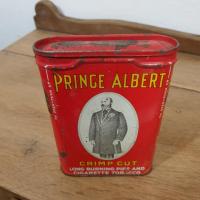 PRINCE ALBERT
CRIMP CUT
LONG BURNING PIPE AND
CIGARETTE TOBACCO